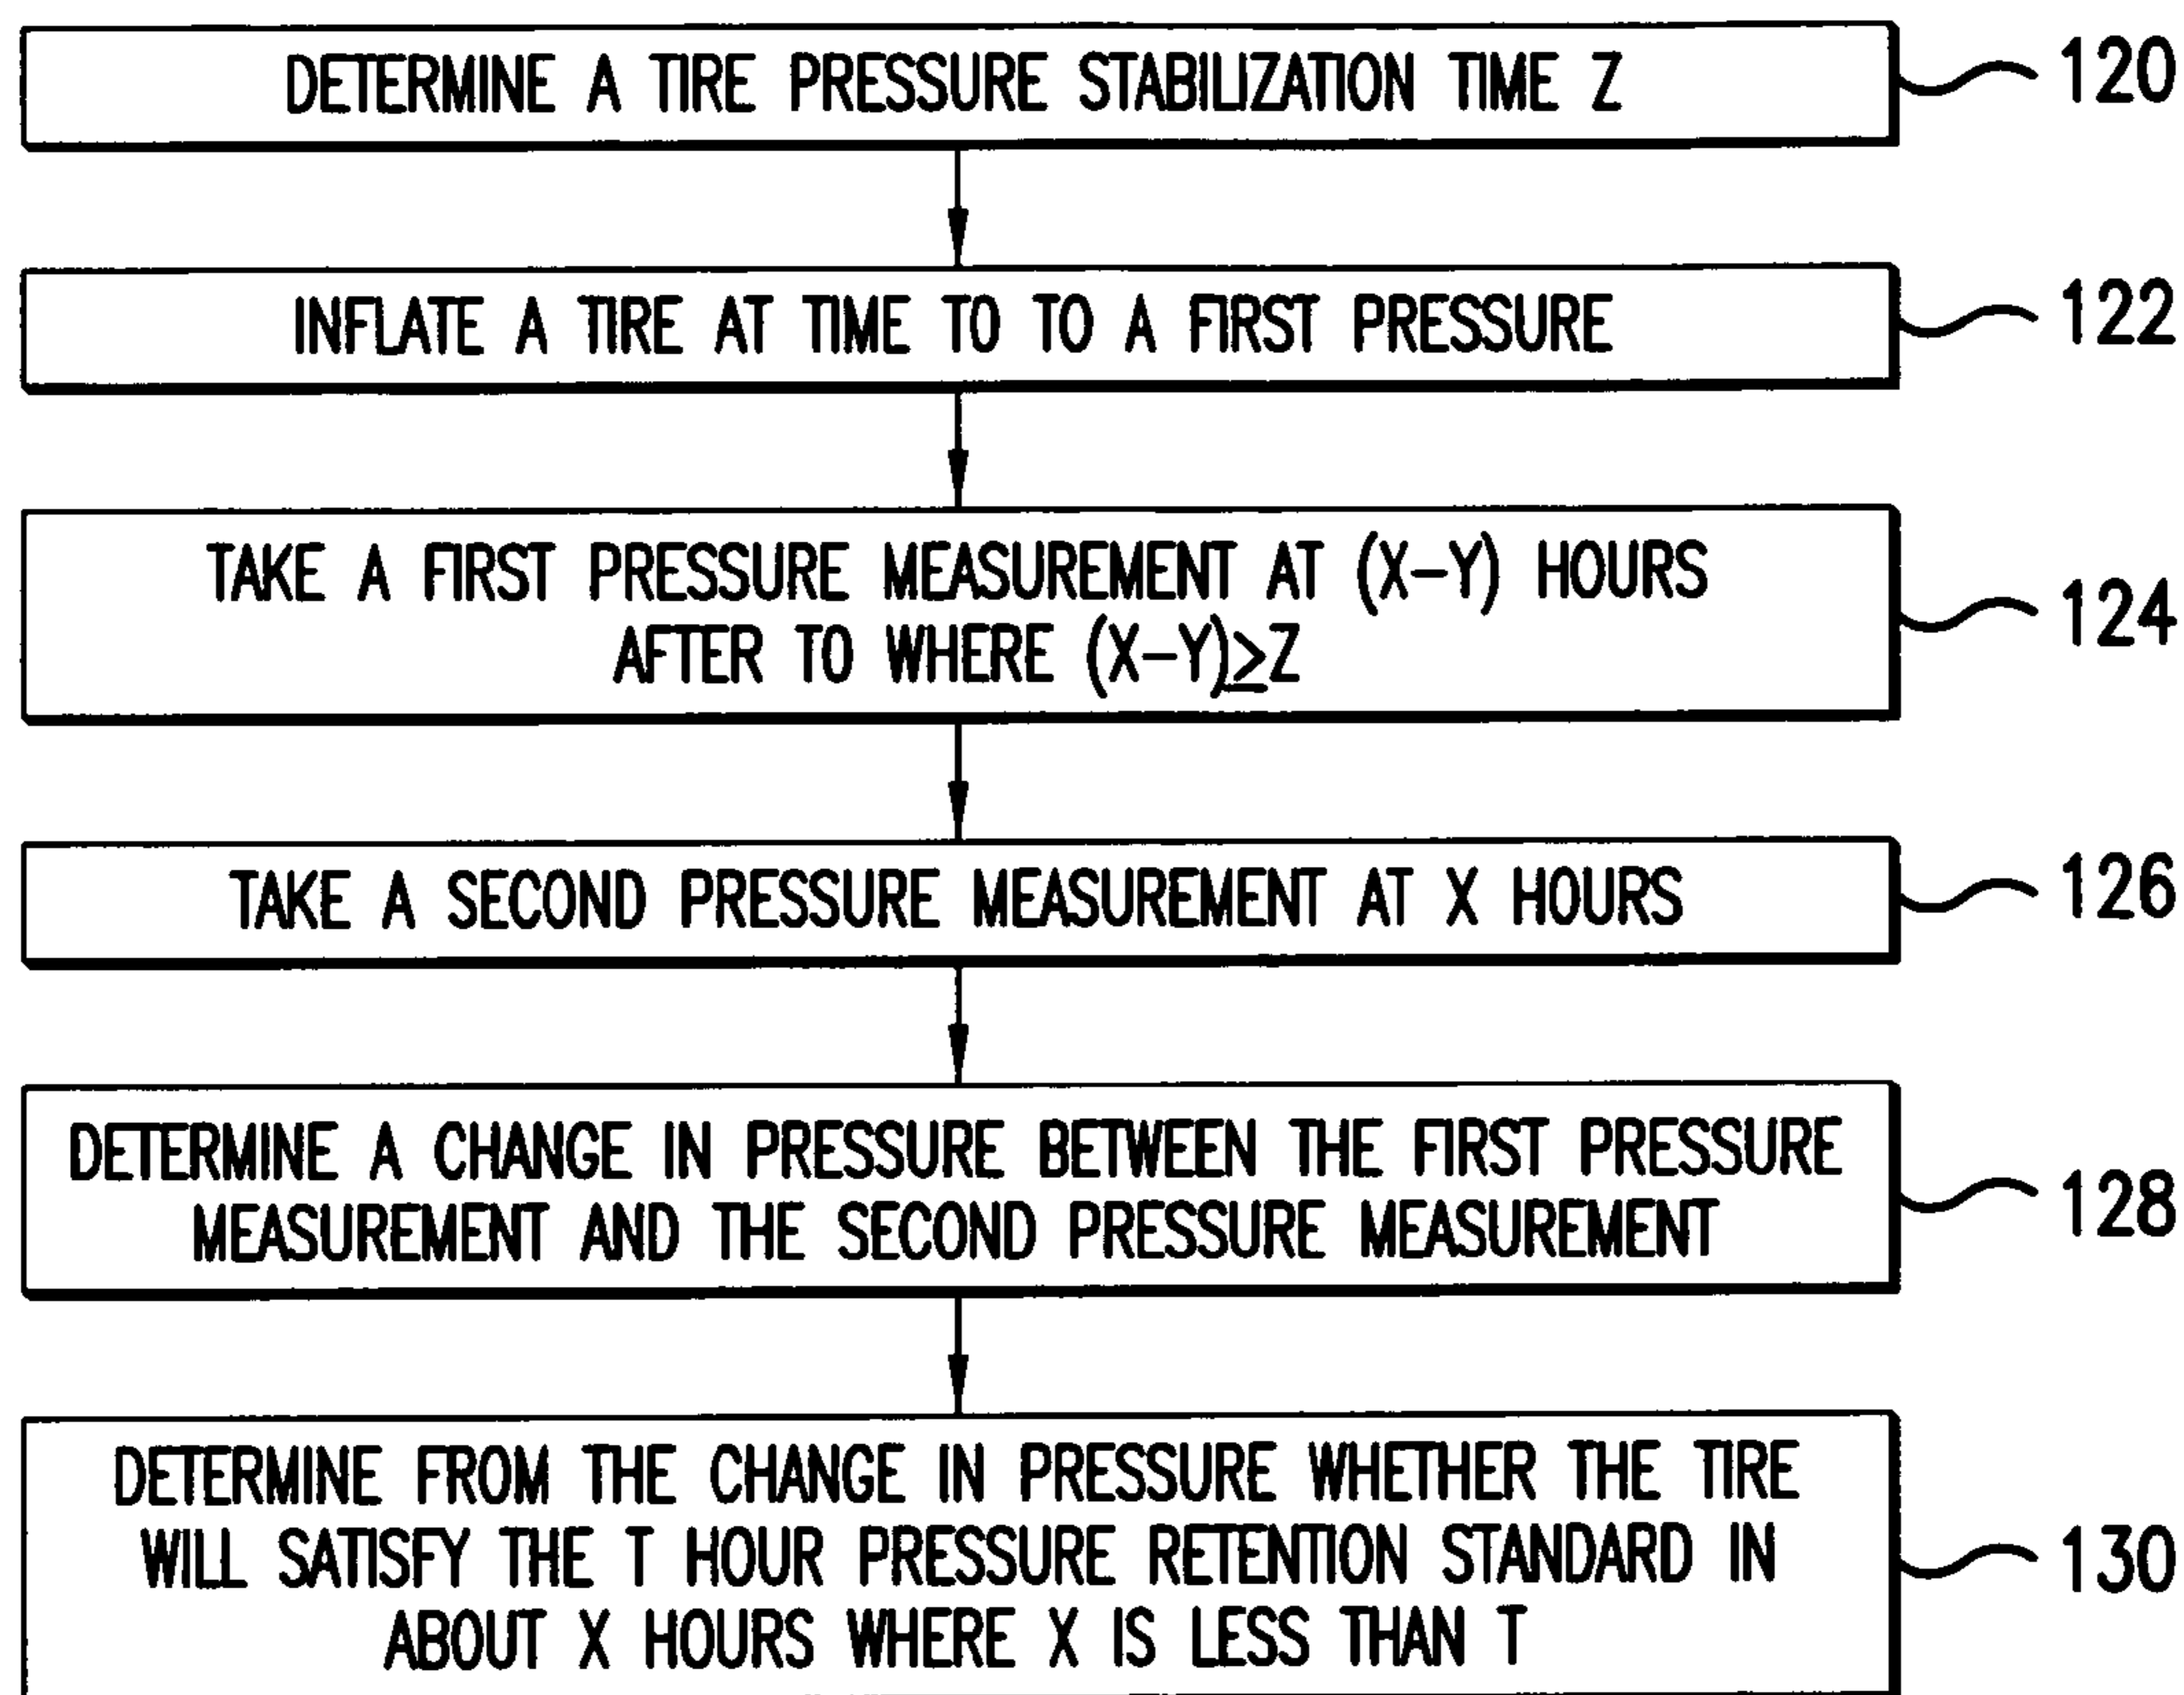 DETERMINE A TIRE PRESSURE STABILIZATION TIME Z
120
INFLATE A TIRE AT TIME TO TO A FIRST PRESSURE
122
TAKE A FIRST PRESSURE MEASUREMENT AT (X-Y) HOURS
AFTER TO WHERE (X-Y)≥Z
124
TAKE A SECOND PRESSURE MEASUREMENT AT X HOURS
126
DETERMINE A CHANGE IN PRESSURE BETWEEN THE FIRST PRESSURE
MEASUREMENT AND THE SECOND PRESSURE MEASUREMENT
128
DETERMINE FROM THE CHANGE IN PRESSURE WHETHER THE TIRE
WILL SATISFY THE T HOUR PRESSURE RETENTION STANDARD IN
ABOUT X HOURS WHERE X IS LESS THAN T
130